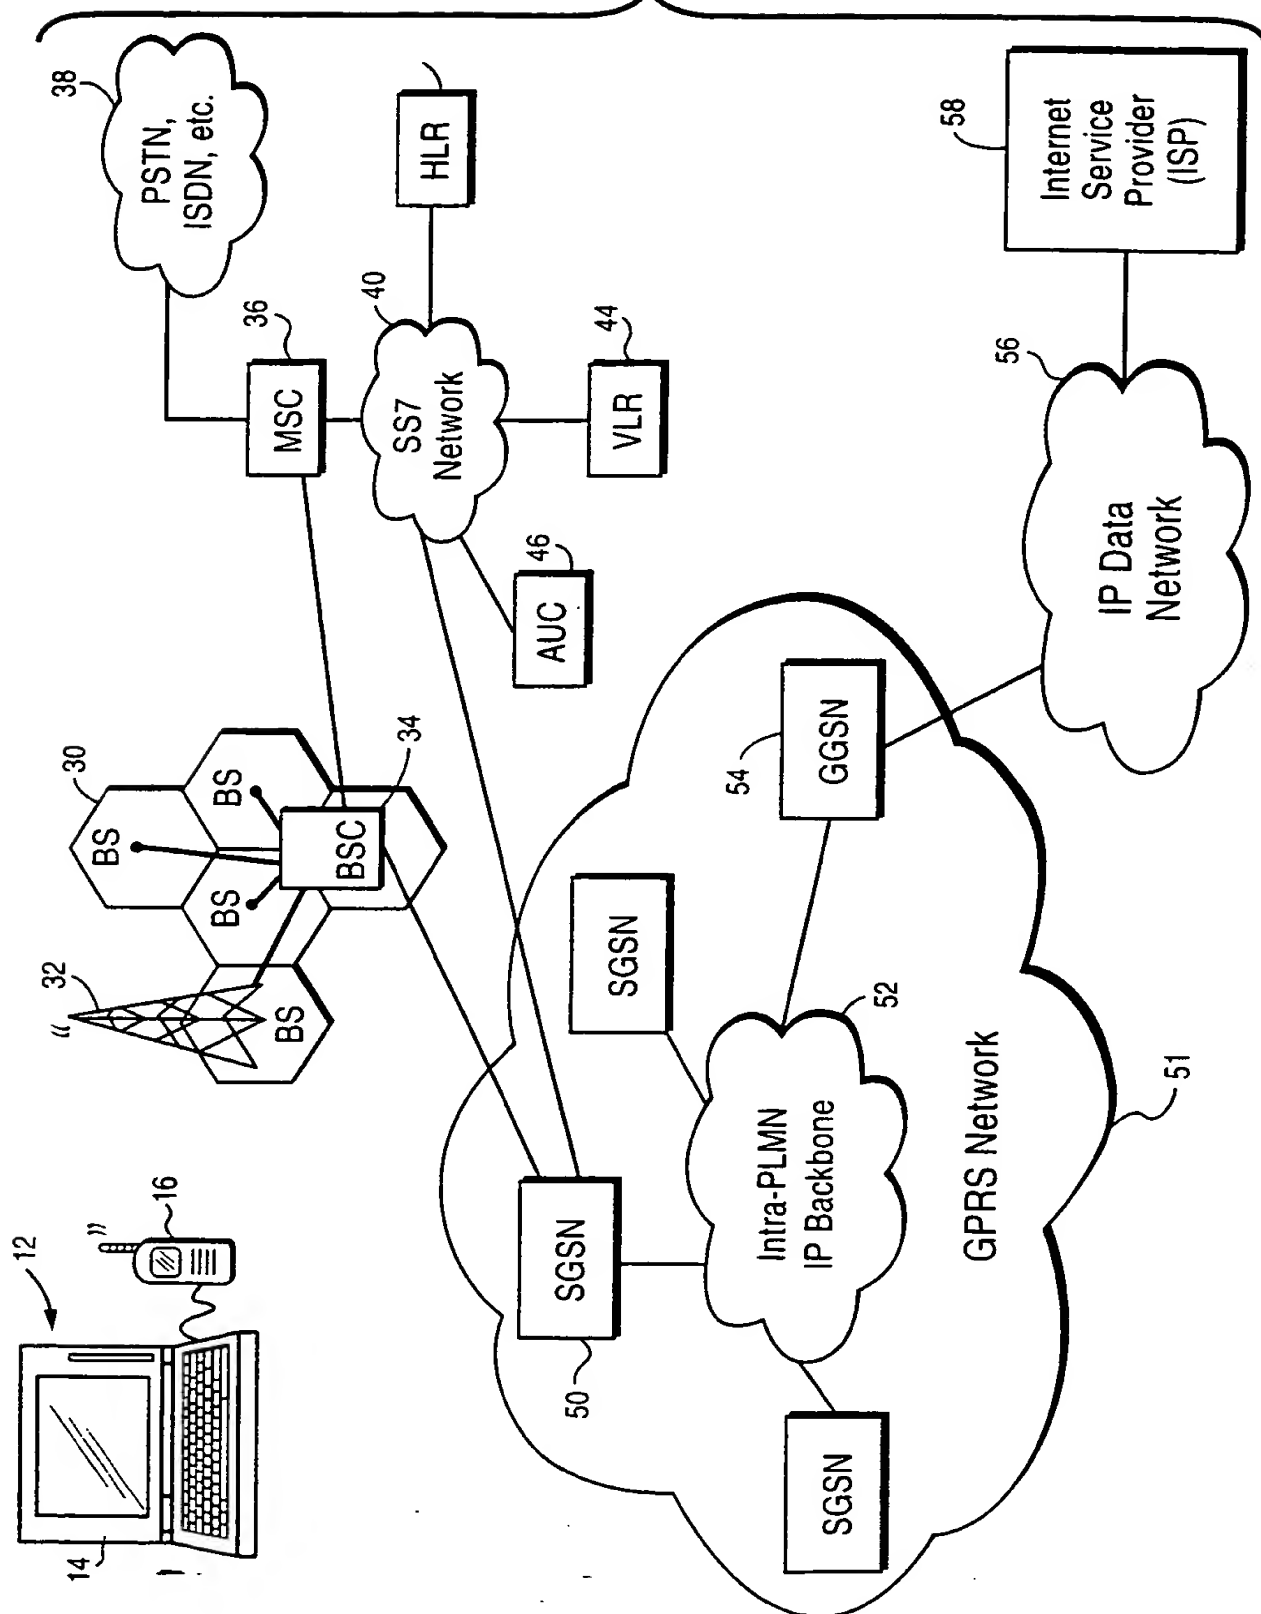 12
14
16
32
BS
30
BS
BS
BS
BSC
34
38
PSTN,
ISDN, etc.
36
MSC
40
SS7
Network
HLR
44
VLR
46
AUC
SGSN
50
SGSN
SGSN
Intra-PLMN
IP Backbone
52
54
GGSN
GPRS Network
51
56
IP Data
Network
58
Internet
Service
Provider
(ISP)